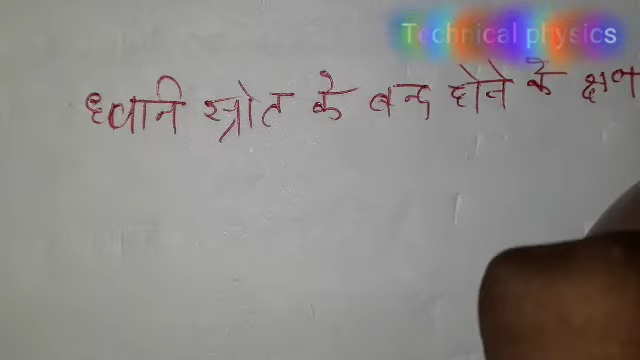 Technical physics
ध्वनि स्रोत के बन्द होने के क्षण